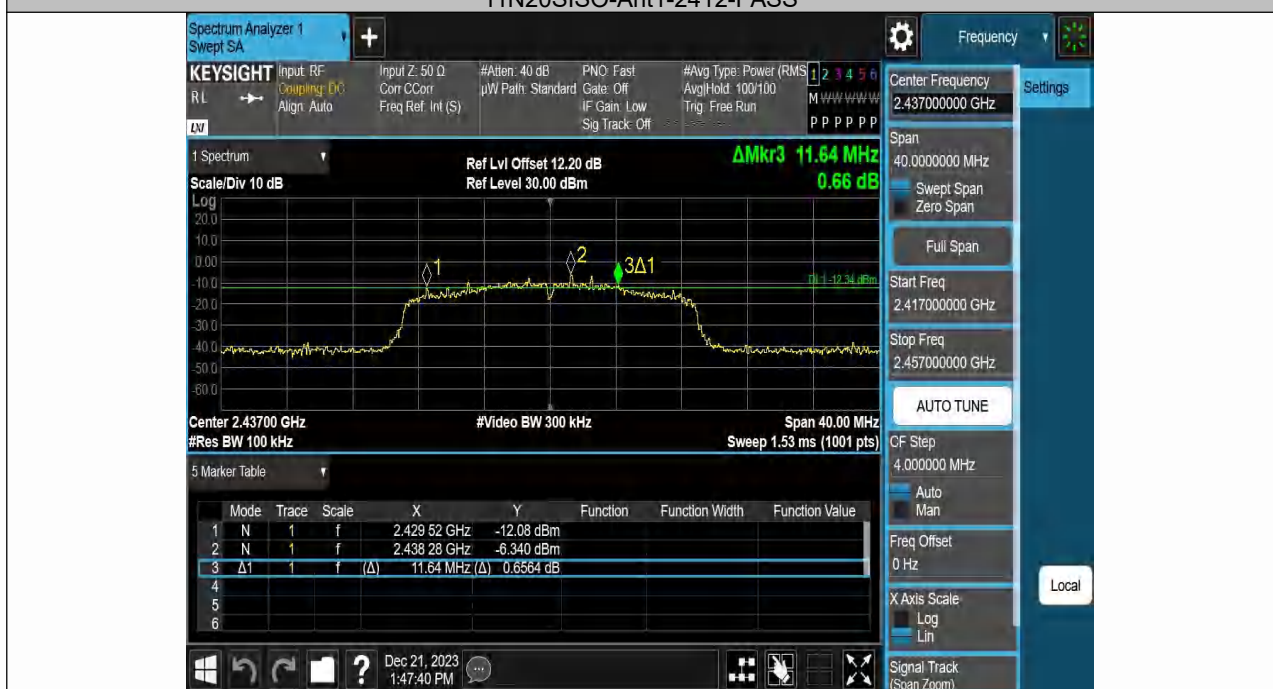 11N20SISO-Ant1-2412-PASS
Spectrum Analyzer 1
Swept SA
Frequency
KEYSIGHT
RL
LXI
Input: RF
Coupling: DC
Align: Auto
Input Z: 50 Ω
Corr CCorr
Freq Ref: Int (S)
#Atten: 40 dB
µW Path: Standard
PNO: Fast
Gate: Off
IF Gain: Low
Sig Track: Off
#Avg Type: Power (RMS
Avg|Hold: 100/100
Trig: Free Run
1 2 3 4 5 6
M W W W W W
P P P P P P
Center Frequency
2.437000000 GHz
Settings
1 Spectrum
Scale/Div 10 dB
Ref Lvl Offset 12.20 dB
Ref Level 30.00 dBm
ΔMkr3 11.64 MHz
0.66 dB
Log
20.0
10.0
0.00
-10.0
-20.0
-30.0
-40.0
-50.0
-60.0
1
2
3Δ1
DL1 -12.34 dBm
Center 2.43700 GHz
#Res BW 100 kHz
#Video BW 300 kHz
Span 40.00 MHz
Sweep 1.53 ms (1001 pts)
Span
40.0000000 MHz
Swept Span
Zero Span
Full Span
Start Freq
2.417000000 GHz
Stop Freq
2.457000000 GHz
AUTO TUNE
CF Step
4.000000 MHz
Auto
Man
Freq Offset
0 Hz
X Axis Scale
Log
Lin
Signal Track
(Span Zoom)
Local
5 Marker Table
Mode Trace Scale X Y Function Function Width Function Value
1 N 1 f 2.429 52 GHz -12.08 dBm
2 N 1 f 2.438 28 GHz -6.340 dBm
3 Δ1 1 f (Δ) 11.64 MHz (Δ) 0.6564 dB
4
5
6
?
Dec 21, 2023
1:47:40 PM